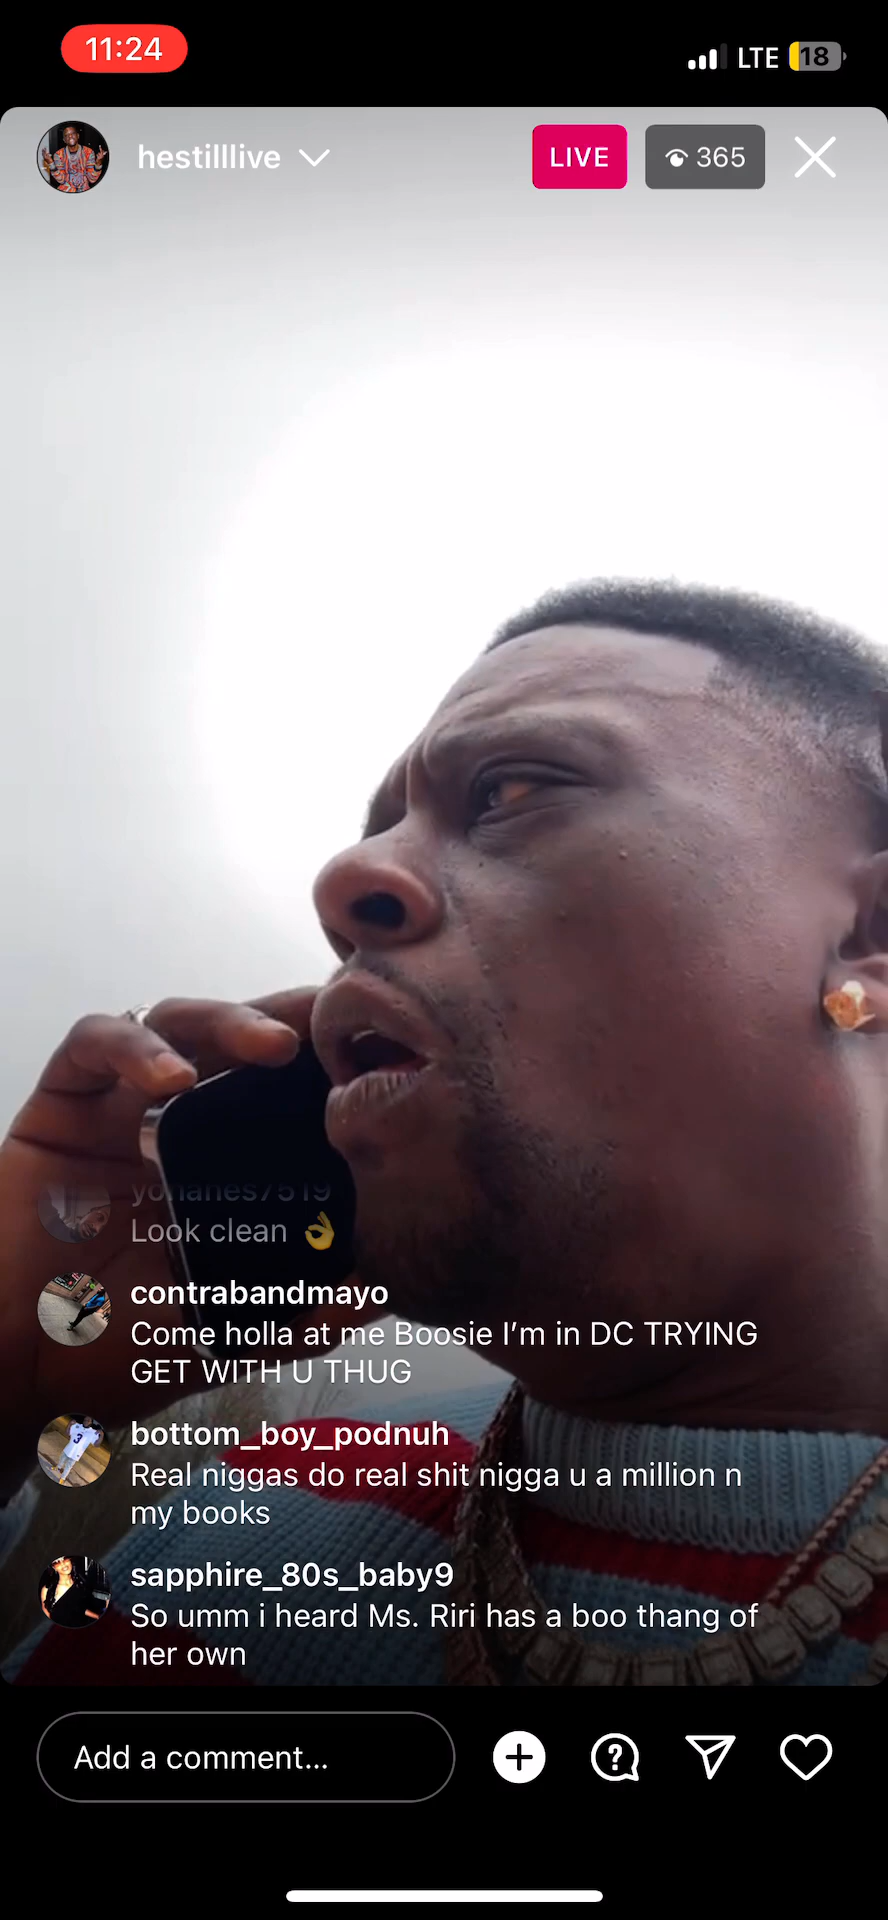 11:24
LTE
18
hestilllive
LIVE
365
yohanes7519
Look clean 👌
contrabandmayo
Come holla at me Boosie I’m in DC TRYING
GET WITH U THUG
bottom_boy_podnuh
Real niggas do real shit nigga u a million n
my books
sapphire_80s_baby9
So umm i heard Ms. Riri has a boo thang of
her own
Add a comment...